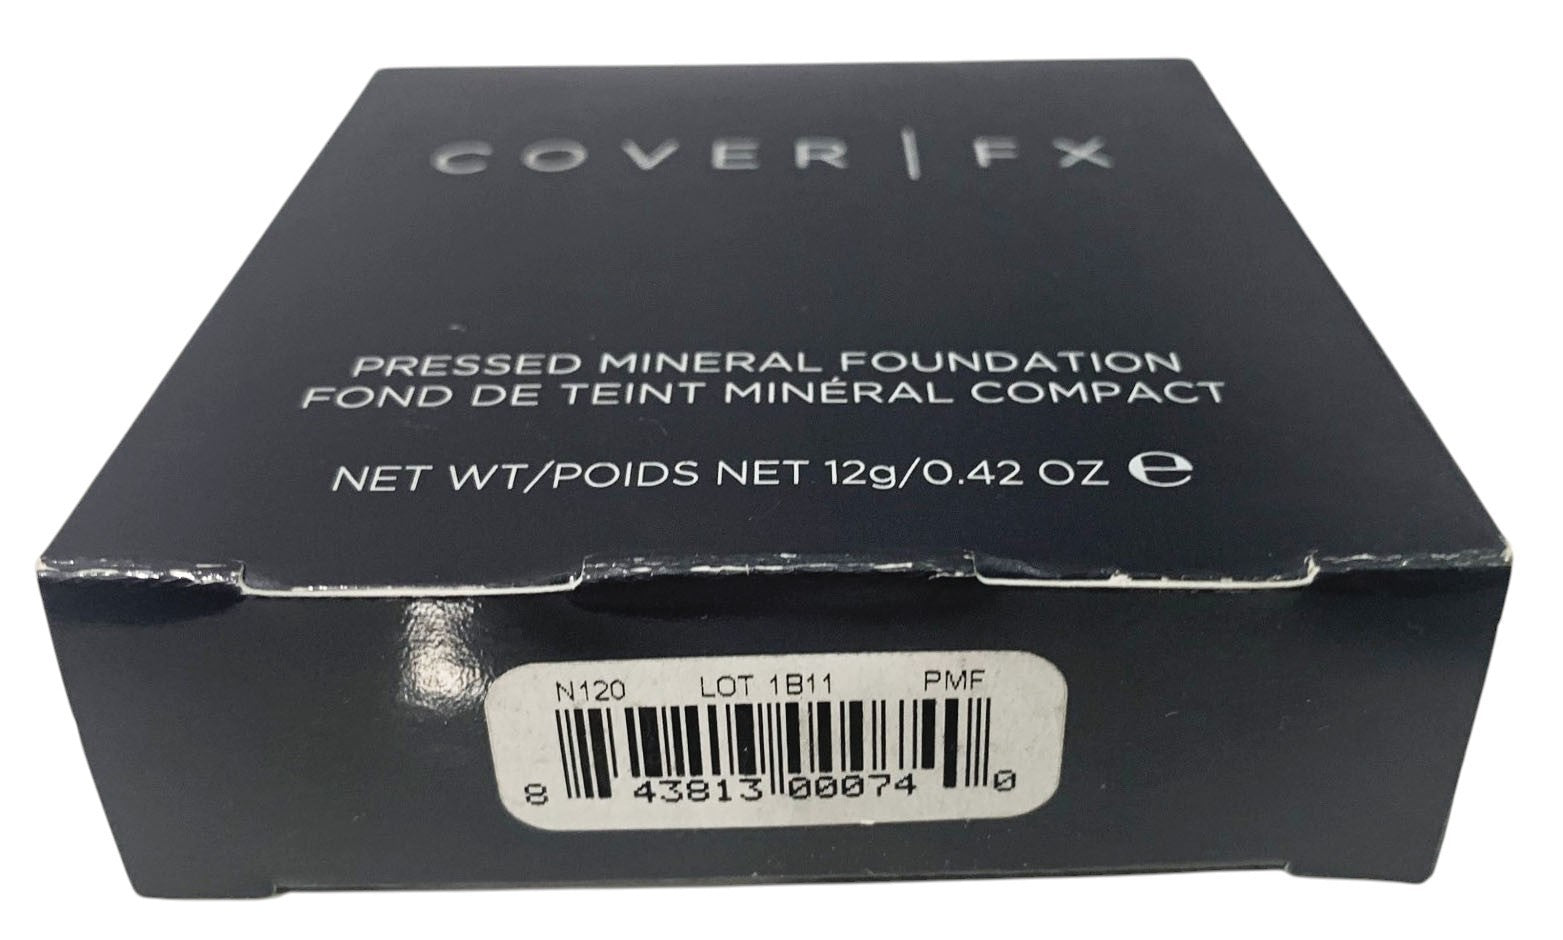 COVER | FX
PRESSED MINERAL FOUNDATION
FOND DE TEINT MINÉRAL COMPACT
NET WT/POIDS NET 12g/0.42 OZ ℮
N120 LOT 1B11 PMF
8 43813 00074 0